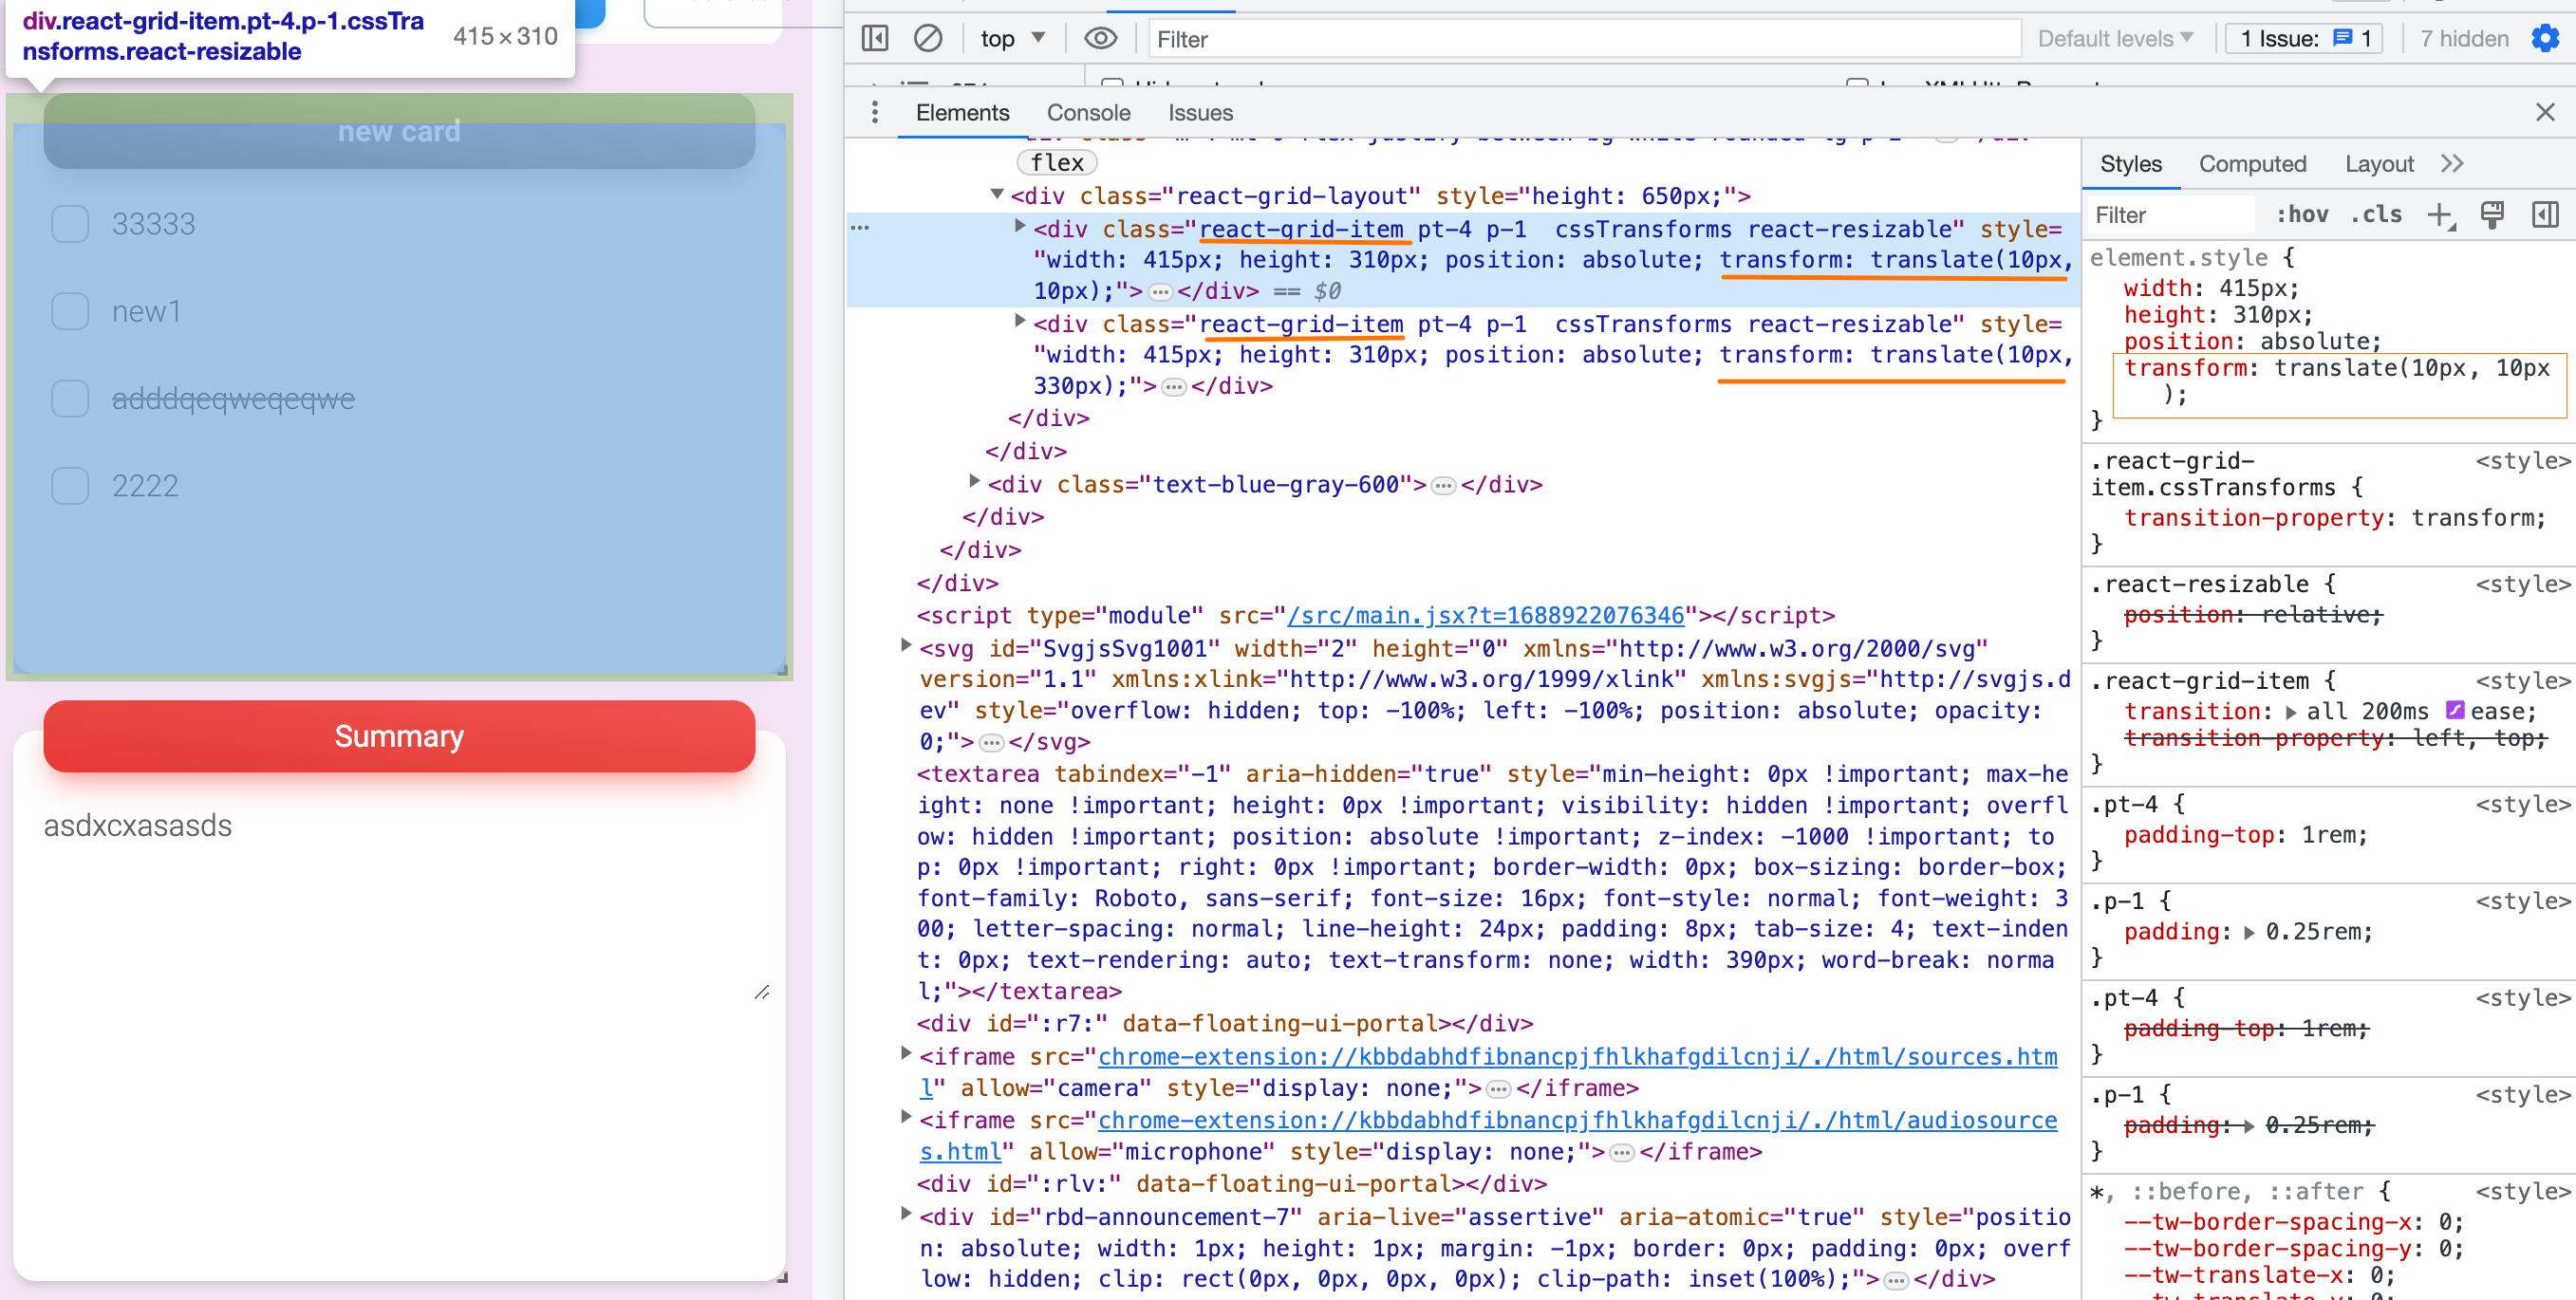 div.react-grid-item.pt-4.p-1.cssTra
nsforms.react-resizable
415×310
new card
33333
new1
adddqeqweqeqwe
2222
Summary
asdxcxasasds
top
Filter
Default levels
1 Issue: 1
7 hidden
Elements
Console
Issues
flex
<div class="react-grid-layout" style="height: 650px;">
<div class="react-grid-item pt-4 p-1  cssTransforms react-resizable" style=
"width: 415px; height: 310px; position: absolute; transform: translate(10px,
10px);">…</div> == $0
<div class="react-grid-item pt-4 p-1  cssTransforms react-resizable" style=
"width: 415px; height: 310px; position: absolute; transform: translate(10px,
330px);">…</div>
</div>
</div>
<div class="text-blue-gray-600">…</div>
</div>
</div>
</div>
<script type="module" src="/src/main.jsx?t=1688922076346"></script>
<svg id="SvgjsSvg1001" width="2" height="0" xmlns="http://www.w3.org/2000/svg"
version="1.1" xmlns:xlink="http://www.w3.org/1999/xlink" xmlns:svgjs="http://svgjs.d
ev" style="overflow: hidden; top: -100%; left: -100%; position: absolute; opacity:
0;">…</svg>
<textarea tabindex="-1" aria-hidden="true" style="min-height: 0px !important; max-he
ight: none !important; height: 0px !important; visibility: hidden !important; overfl
ow: hidden !important; position: absolute !important; z-index: -1000 !important; to
p: 0px !important; right: 0px !important; border-width: 0px; box-sizing: border-box;
font-family: Roboto, sans-serif; font-size: 16px; font-style: normal; font-weight: 3
00; letter-spacing: normal; line-height: 24px; padding: 8px; tab-size: 4; text-inden
t: 0px; text-rendering: auto; text-transform: none; width: 390px; word-break: norma
l;"></textarea>
<div id=":r7:" data-floating-ui-portal></div>
<iframe src="chrome-extension://kbbdabhdfibnancpjfhlkhafgdilcnji/./html/sources.htm
l" allow="camera" style="display: none;">…</iframe>
<iframe src="chrome-extension://kbbdabhdfibnancpjfhlkhafgdilcnji/./html/audiosource
s.html" allow="microphone" style="display: none;">…</iframe>
<div id=":rlv:" data-floating-ui-portal></div>
<div id="rbd-announcement-7" aria-live="assertive" aria-atomic="true" style="positio
n: absolute; width: 1px; height: 1px; margin: -1px; border: 0px; padding: 0px; overf
low: hidden; clip: rect(0px, 0px, 0px, 0px); clip-path: inset(100%);">…</div>
Styles
Computed
Layout
Filter
:hov
.cls
element.style {
width: 415px;
height: 310px;
position: absolute;
transform: translate(10px, 10px
);
}
.react-grid- <style>
item.cssTransforms {
transition-property: transform;
}
.react-resizable { <style>
position: relative;
}
.react-grid-item { <style>
transition: all 200ms ease;
transition-property: left, top;
}
.pt-4 { <style>
padding-top: 1rem;
}
.p-1 { <style>
padding: 0.25rem;
}
.pt-4 { <style>
padding-top: 1rem;
}
.p-1 { <style>
padding: 0.25rem;
}
*, ::before, ::after { <style>
--tw-border-spacing-x: 0;
--tw-border-spacing-y: 0;
--tw-translate-x: 0;